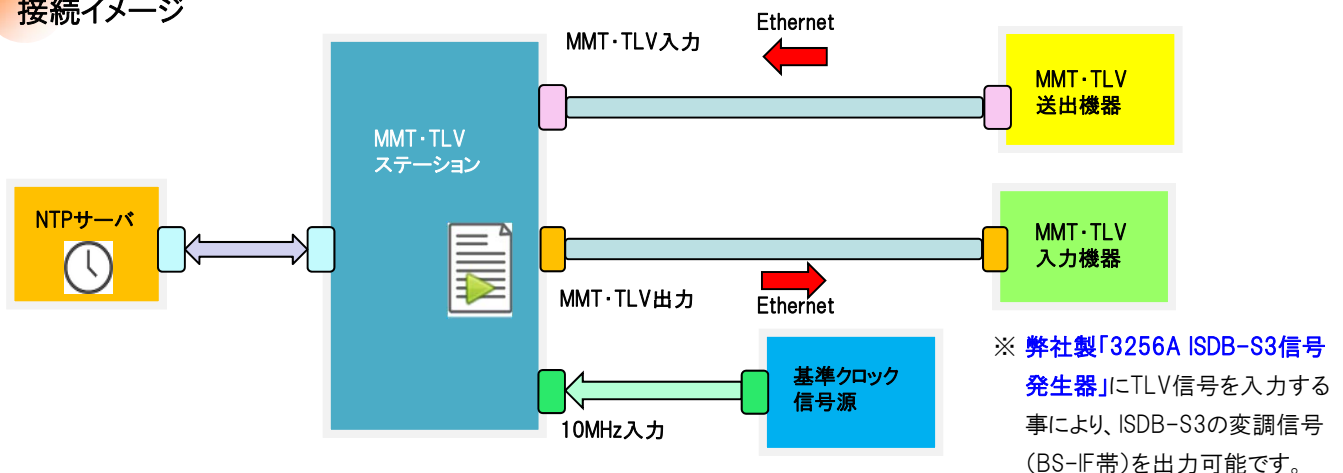 接続イメージ
Ethernet
MMT・TLV入力
MMT・TLV
送出機器
MMT・TLV
ステーション
NTPサーバ
MMT・TLV
入力機器
MMT・TLV出力
Ethernet
基準クロック
信号源
10MHz入力
※ 弊社製「3256A ISDB-S3信号
発生器」にTLV信号を入力する
事により、ISDB-S3の変調信号
(BS-IF帯)を出力可能です。